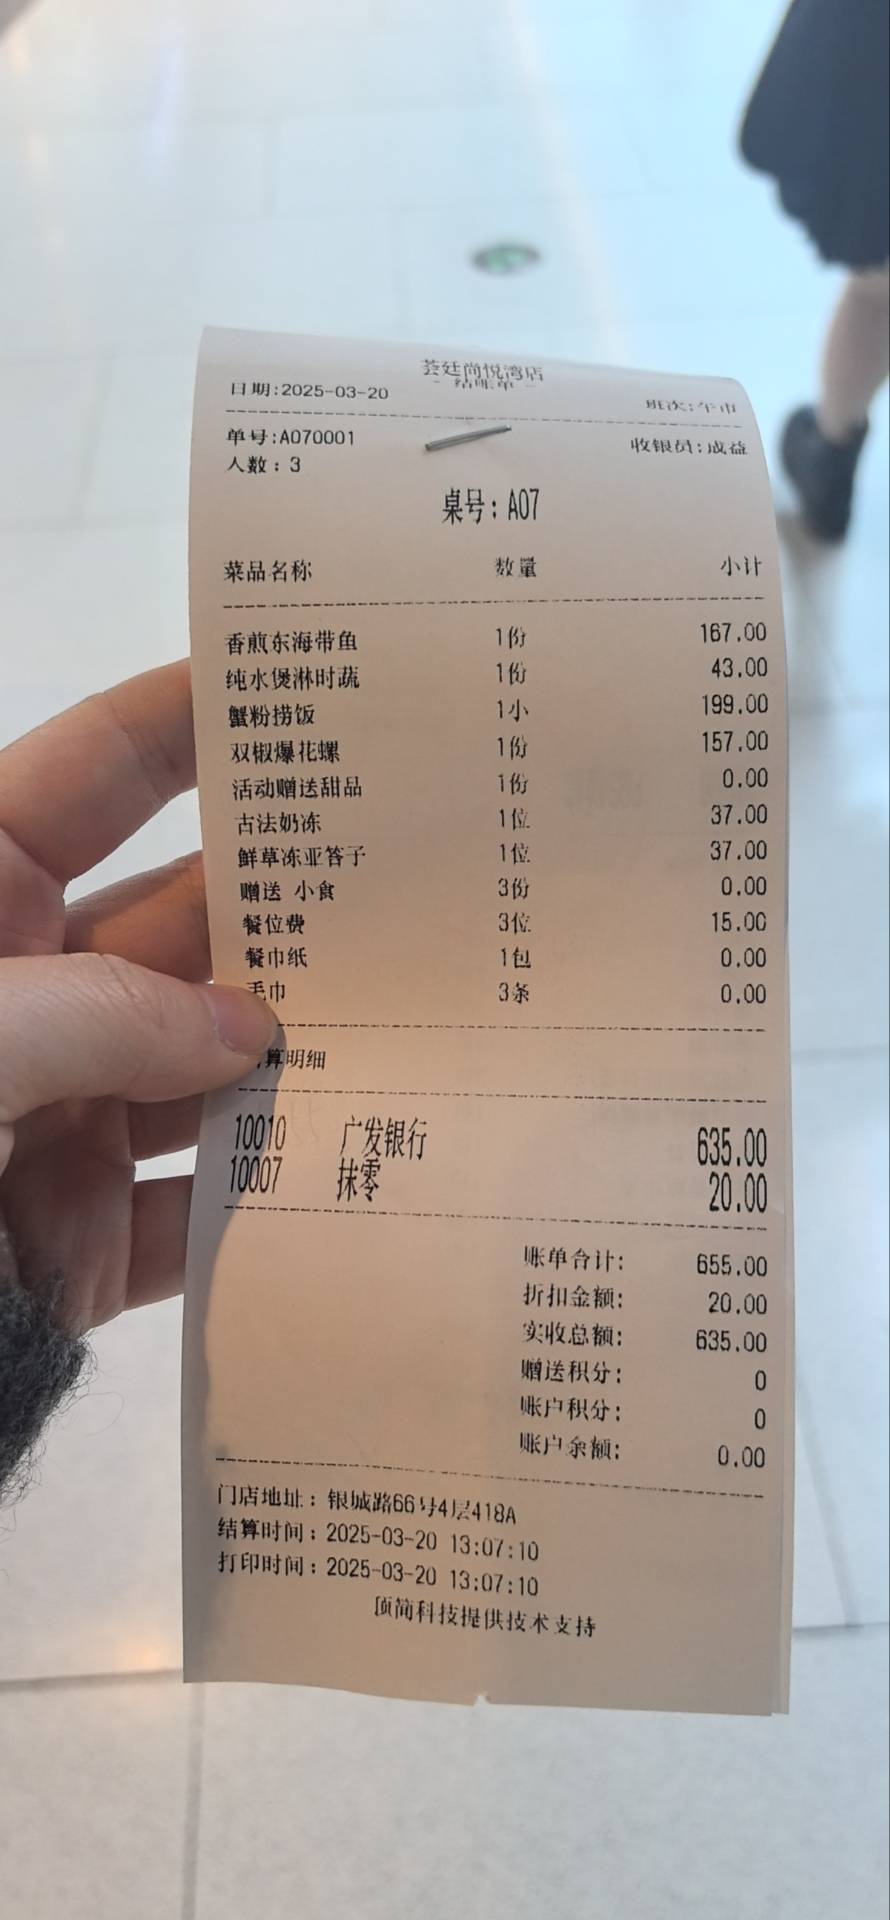 荟廷尚悦湾店
- 结账单 -
日期:2025-03-20 班次:午市
单号:A070001 收银员:成益
人数:3
桌号:A07
菜品名称 数量 小计
香煎东海带鱼 1份 167.00
纯水煲淋时蔬 1份 43.00
蟹粉捞饭 1小 199.00
双椒爆花螺 1份 157.00
活动赠送甜品 1份 0.00
古法奶冻 1位 37.00
鲜草冻亚答子 1位 37.00
赠送 小食 3份 0.00
餐位费 3位 15.00
餐巾纸 1包 0.00
毛巾 3条 0.00
算明细
10010 广发银行 635.00
10007 抹零 20.00
账单合计: 655.00
折扣金额: 20.00
实收总额: 635.00
赠送积分: 0
账户积分: 0
账户余额: 0.00
门店地址:银城路66号4层418A
结算时间:2025-03-20 13:07:10
打印时间:2025-03-20 13:07:10
顶简科技提供技术支持